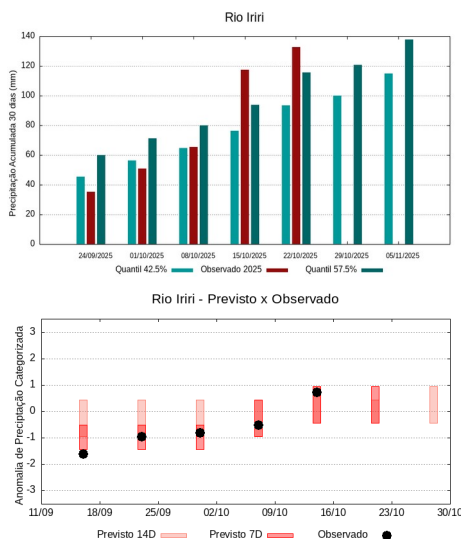 Rio Iriri
Precipitação Acumulada 30 dias (mm)
140
120
100
80
60
40
20
0
24/09/2025 01/10/2025 08/10/2025 15/10/2025 22/10/2025 29/10/2025 05/11/2025
Quantil 42.5% Observado 2025 Quantil 57.5%
Rio Iriri - Previsto x Observado
Anomalia de Preciptação Categorizada
3
2
1
0
-1
-2
-3
11/09 18/09 25/09 02/10 09/10 16/10 23/10 30/10
Previsto 14D Previsto 7D Observado